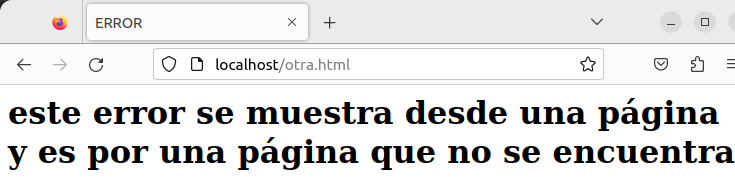 ERROR
localhost/otra.html
este error se muestra desde una página
y es por una página que no se encuentra